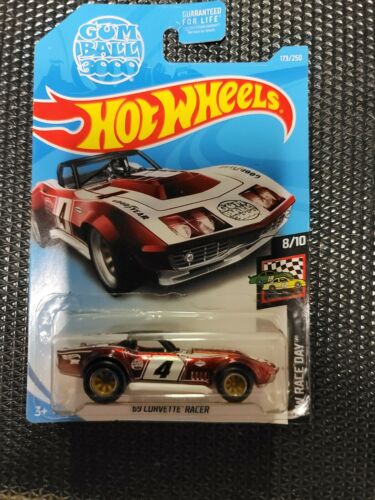 GUM
BALL
3000
GUARANTEED
FOR LIFE
173/250
Hot Wheels
GOODYEAR
4
GOODYEAR
8/10
4
3+
'69 CORVETTE RACER
RACE DAY